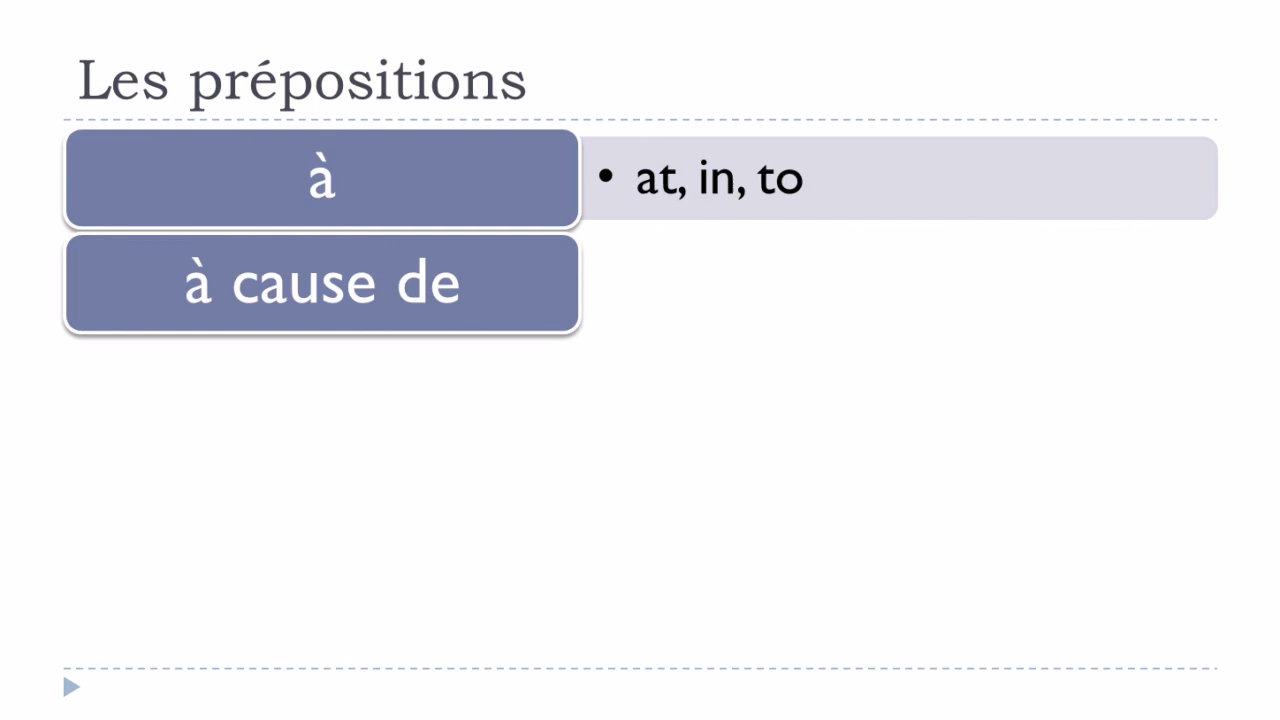 Les prépositions
à
• at, in, to
à cause de